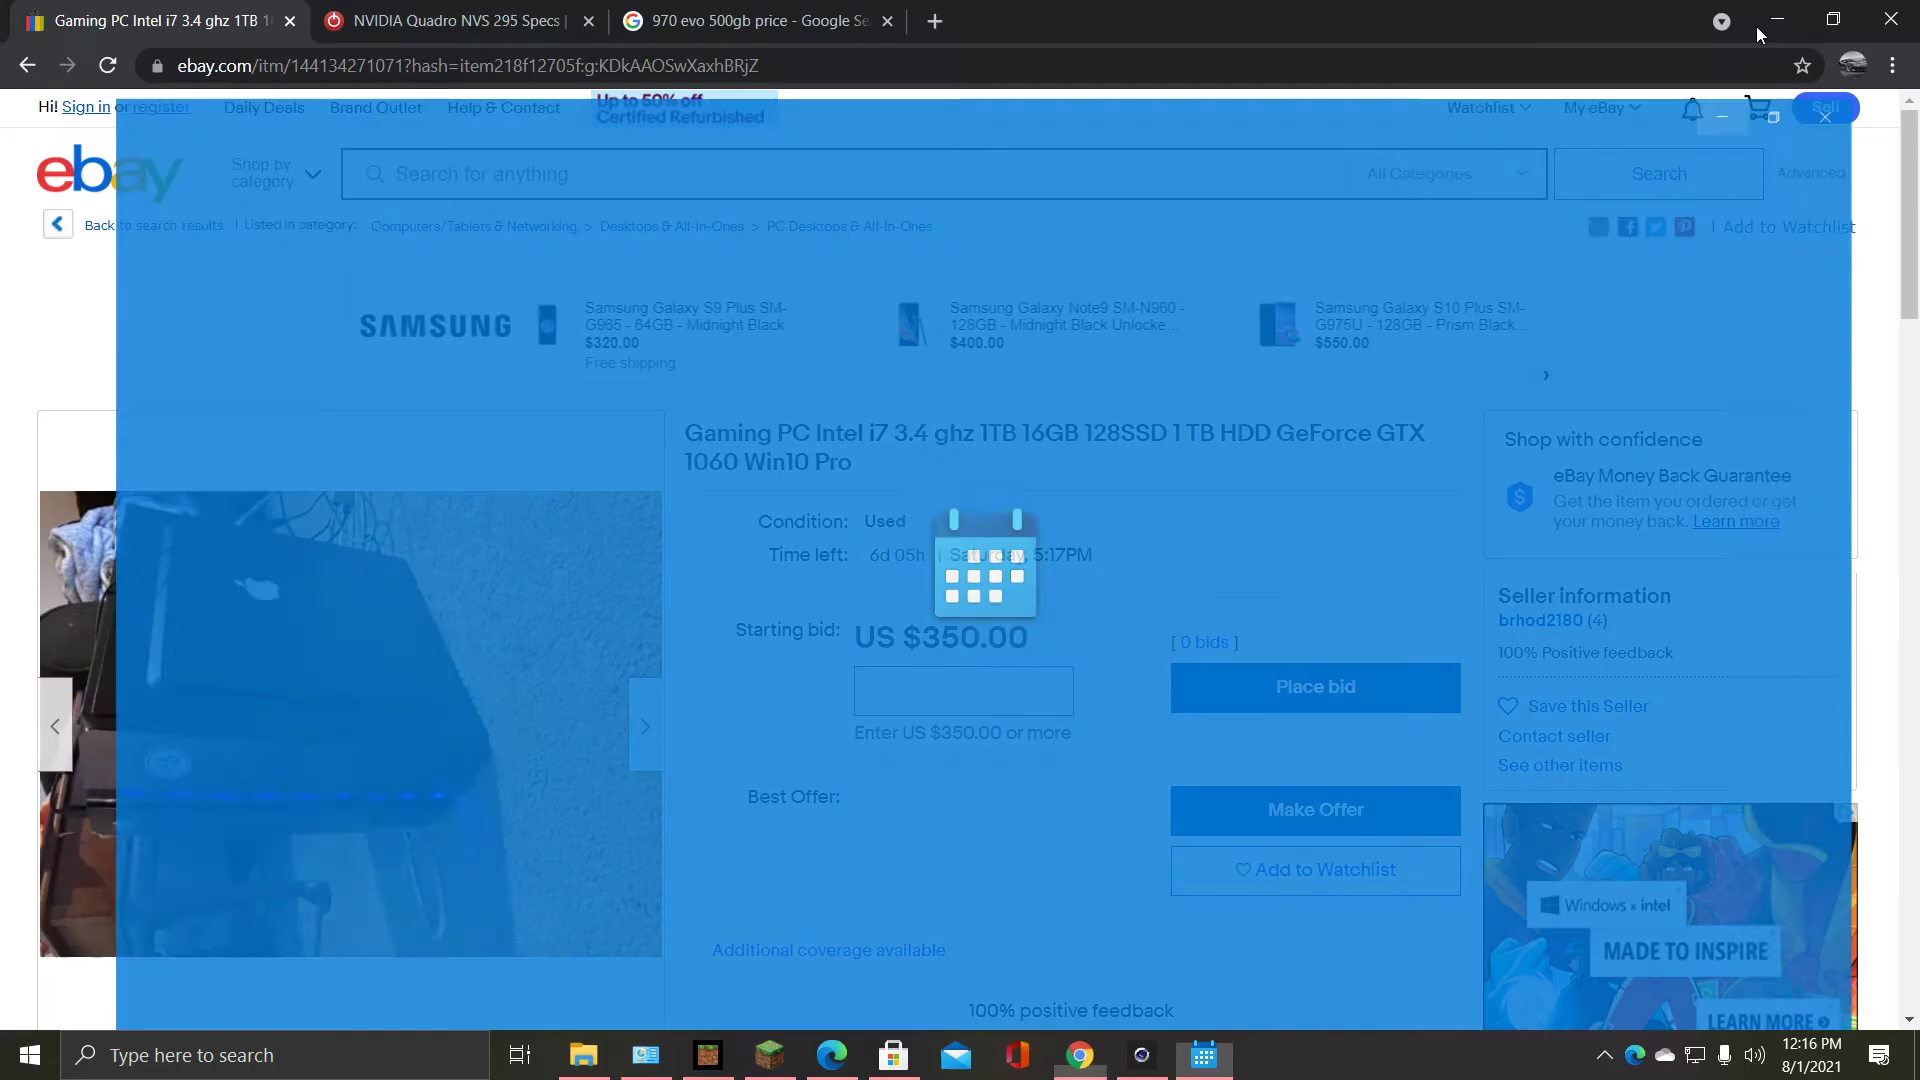 Gaming PC Intel i7 3.4 ghz 1TB 1
NVIDIA Quadro NVS 295 Specs |
970 evo 500gb price - Google Se
ebay.com/itm/144134271071?hash=item218f12705f:g:KDkAAOSwXaxhBRjZ
Hi! Sign in or register
Daily Deals
Brand Outlet
Help & Contact
Up to 50% off
Certified Refurbished
Watchlist
My eBay
Sell
ebay
Shop by
category
Search for anything
All Categories
Search
Advanced
Back to search results
| Listed in category:
Computers/Tablets & Networking > Desktops & All-In-Ones > PC Desktops & All-In-Ones
| Add to Watchlist
SAMSUNG
Samsung Galaxy S9 Plus SM-
G965 - 64GB - Midnight Black
$320.00
Free shipping
Samsung Galaxy Note9 SM-N960 -
128GB - Midnight Black Unlocke...
$400.00
Samsung Galaxy S10 Plus SM-
G975U - 128GB - Prism Black...
$550.00
Gaming PC Intel i7 3.4 ghz 1TB 16GB 128SSD 1 TB HDD GeForce GTX
1060 Win10 Pro
Condition: Used
Time left: 6d 05h | Saturday, 5:17PM
Starting bid: US $350.00
[ 0 bids ]
Place bid
Enter US $350.00 or more
Best Offer:
Make Offer
Add to Watchlist
Additional coverage available
100% positive feedback
Shop with confidence
eBay Money Back Guarantee
Get the item you ordered or get
your money back. Learn more
Seller information
brhod2180 (4)
100% Positive feedback
Save this Seller
Contact seller
See other items
Windows x intel
MADE TO INSPIRE
LEARN MORE
Type here to search
12:16 PM
8/1/2021